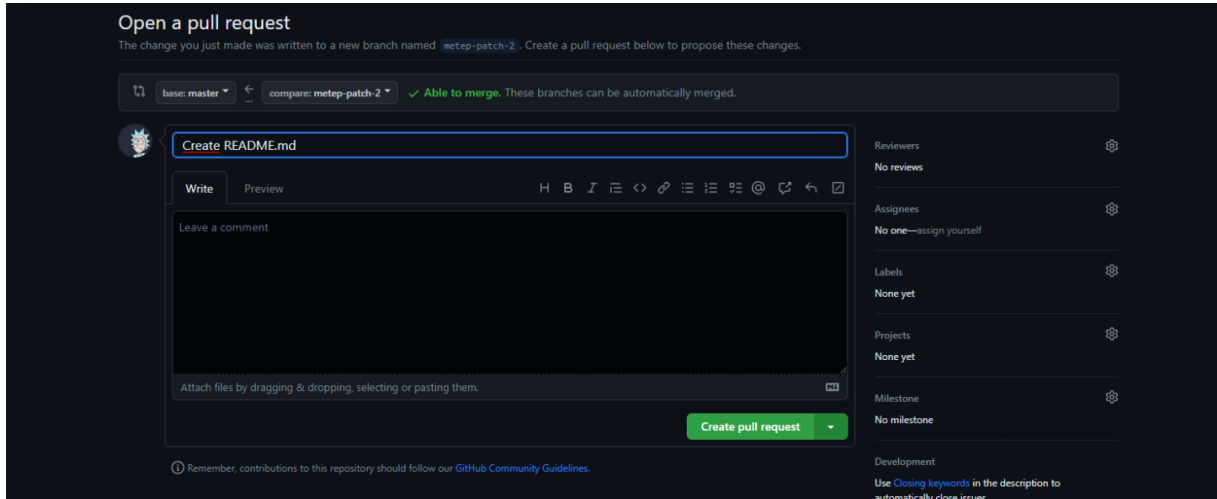 Open a pull request
The change you just made was written to a new branch named metep-patch-2. Create a pull request below to propose these changes.
base: master ← compare: metep-patch-2 ✓ Able to merge. These branches can be automatically merged.
...
Create README.md
Write Preview H B I <> @
Leave a comment
Attach files by dragging & dropping, selecting or pasting them.
Create pull request
Remember, contributions to this repository should follow our GitHub Community Guidelines.
Reviewers
No reviews
Assignees
No one—assign yourself
Labels
None yet
Projects
None yet
Milestone
No milestone
Development
Use Closing keywords in the description to
automatically close issues